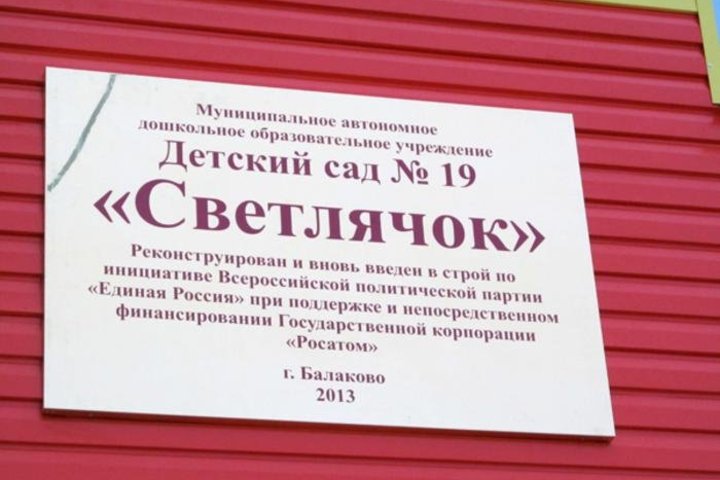 Муниципальное автономное
дошкольное образовательное учреждение
Детский сад № 19
«Светлячок»
Реконструирован и вновь введен в строй по
инициативе Всероссийской политической партии
«Единая Россия» при поддержке и непосредственном
финансировании Государственной корпорации
«Росатом»
г. Балаково
2013